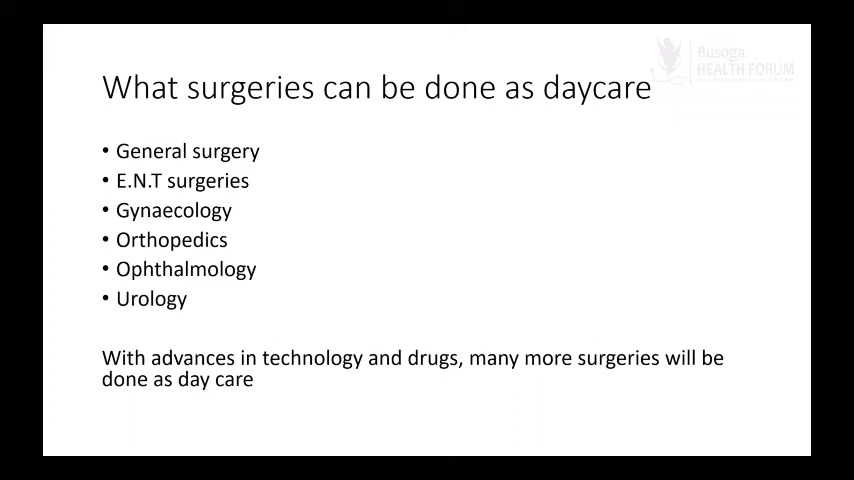 Busoga
HEALTH FORUM
What surgeries can be done as daycare
• General surgery
• E.N.T surgeries
• Gynaecology
• Orthopedics
• Ophthalmology
• Urology
With advances in technology and drugs, many more surgeries will be
done as day care